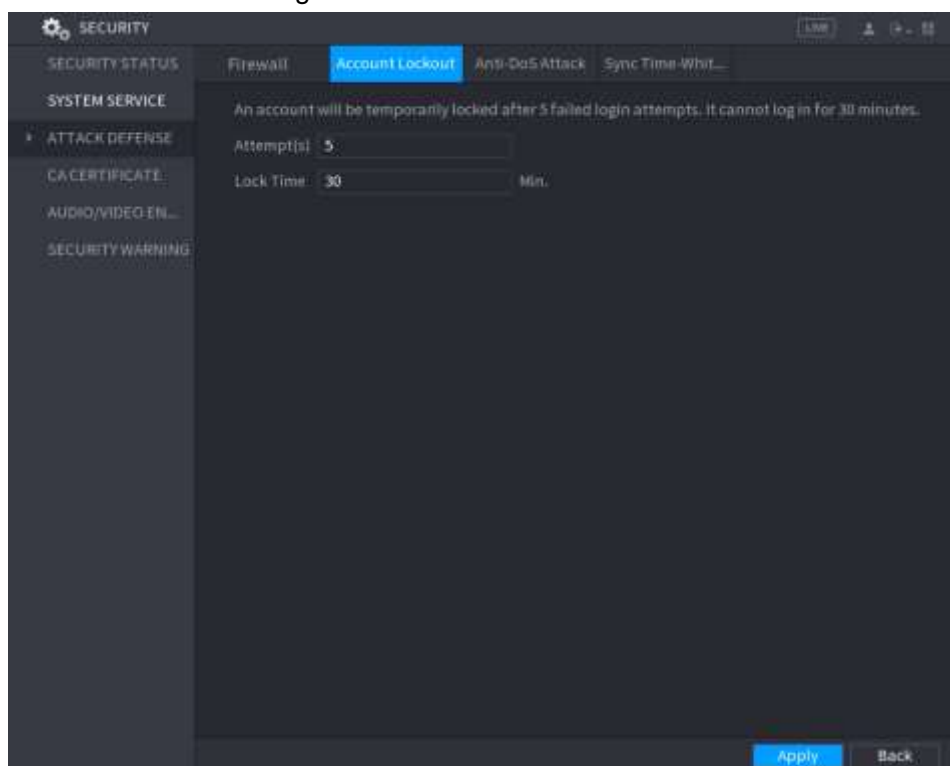 SECURITY
LIVE
SECURITY STATUS
SYSTEM SERVICE
ATTACK DEFENSE
CA CERTIFICATE
AUDIO/VIDEO EN...
SECURITY WARNING
Firewall Account Lockout Anti-DoS Attack Sync Time-Whit...
An account will be temporarily locked after 5 failed login attempts. It cannot log in for 30 minutes.
Attempt(s) 5
Lock Time 30 Min.
Apply Back